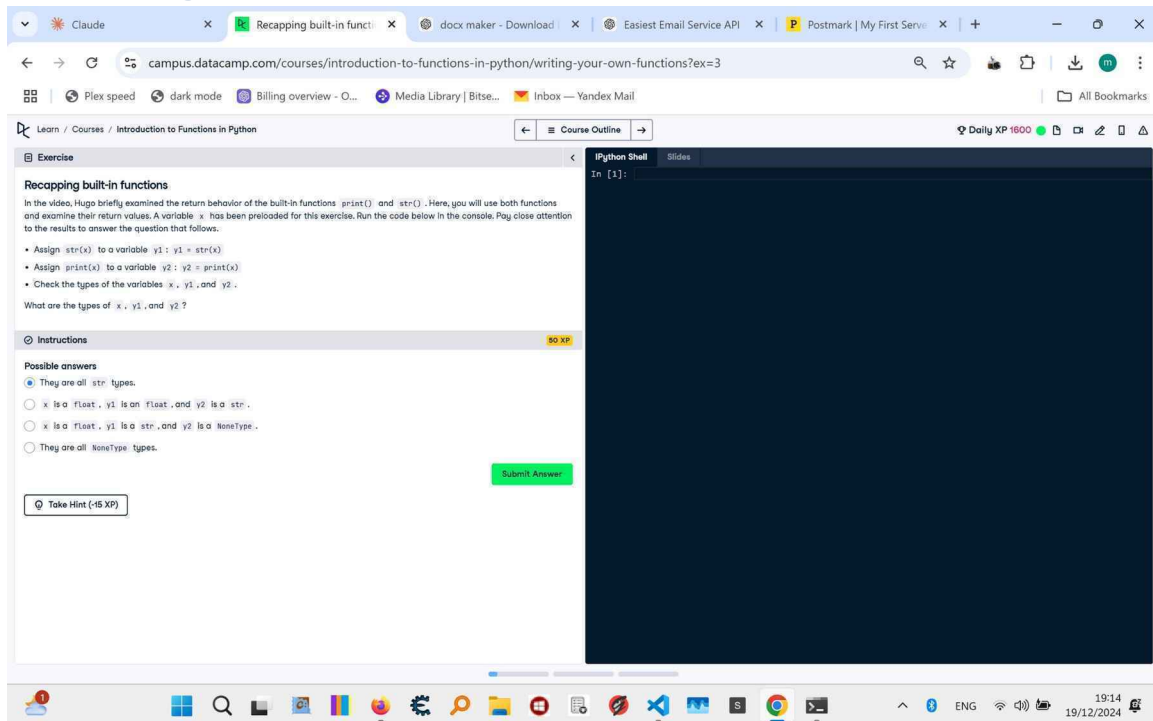 Claude
Recapping built-in functi
docx maker - Download
Easiest Email Service API
Postmark | My First Serve
campus.datacamp.com/courses/introduction-to-functions-in-python/writing-your-own-functions?ex=3
m
Plex speed
dark mode
Billing overview - O...
Media Library | Bitse...
Inbox — Yandex Mail
All Bookmarks
Learn / Courses / Introduction to Functions in Python
Course Outline
Daily XP 1600
Exercise
Recapping built-in functions
In the video, Hugo briefly examined the return behavior of the built-in functions print() and str(). Here, you will use both functions
and examine their return values. A variable x has been preloaded for this exercise. Run the code below in the console. Pay close attention
to the results to answer the question that follows.
• Assign str(x) to a variable y1: y1 = str(x)
• Assign print(x) to a variable y2: y2 = print(x)
• Check the types of the variables x, y1, and y2.
What are the types of x, y1, and y2?
Instructions
50 XP
Possible answers
They are all str types.
x is a float, y1 is an float, and y2 is a str.
x is a float, y1 is a str, and y2 is a NoneType.
They are all NoneType types.
Submit Answer
Take Hint (-15 XP)
IPython Shell
Slides
In [1]:
1
S
ENG
19:14
19/12/2024